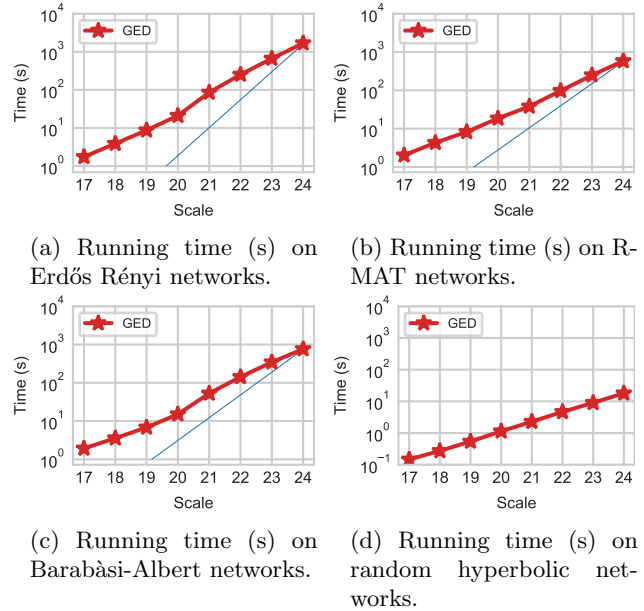 GED
10^4
10^3
10^2
10^1
10^0
Time (s)
17 18 19 20 21 22 23 24
Scale
(a) Running time (s) on
Erdős Rényi networks.
GED
10^4
10^3
10^2
10^1
10^0
Time (s)
17 18 19 20 21 22 23 24
Scale
(b) Running time (s) on R-
MAT networks.
GED
10^4
10^3
10^2
10^1
10^0
Time (s)
17 18 19 20 21 22 23 24
Scale
(c) Running time (s) on
Barabàsi-Albert networks.
GED
10^4
10^3
10^2
10^1
10^0
10^−1
Time (s)
17 18 19 20 21 22 23 24
Scale
(d) Running time (s) on
random hyperbolic net-
works.